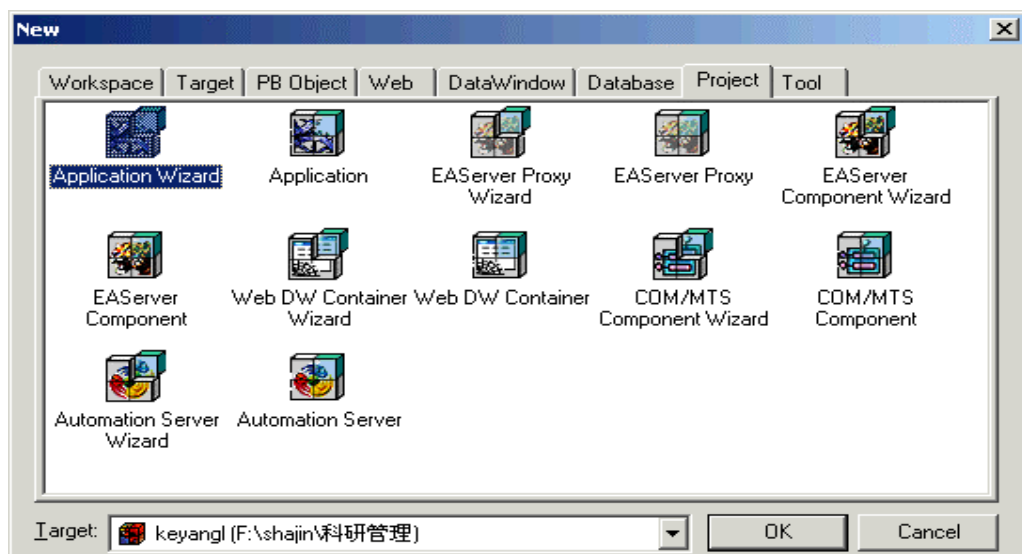 New
Workspace Target PB Object Web DataWindow Database Project Tool
Application Wizard Application EAServer Proxy Wizard EAServer Proxy EAServer Component Wizard
EAServer Component Web DW Container Wizard Web DW Container COM/MTS Component Wizard COM/MTS Component
Automation Server Wizard Automation Server
Target: keyangl (F:\shajin\科研管理) OK Cancel